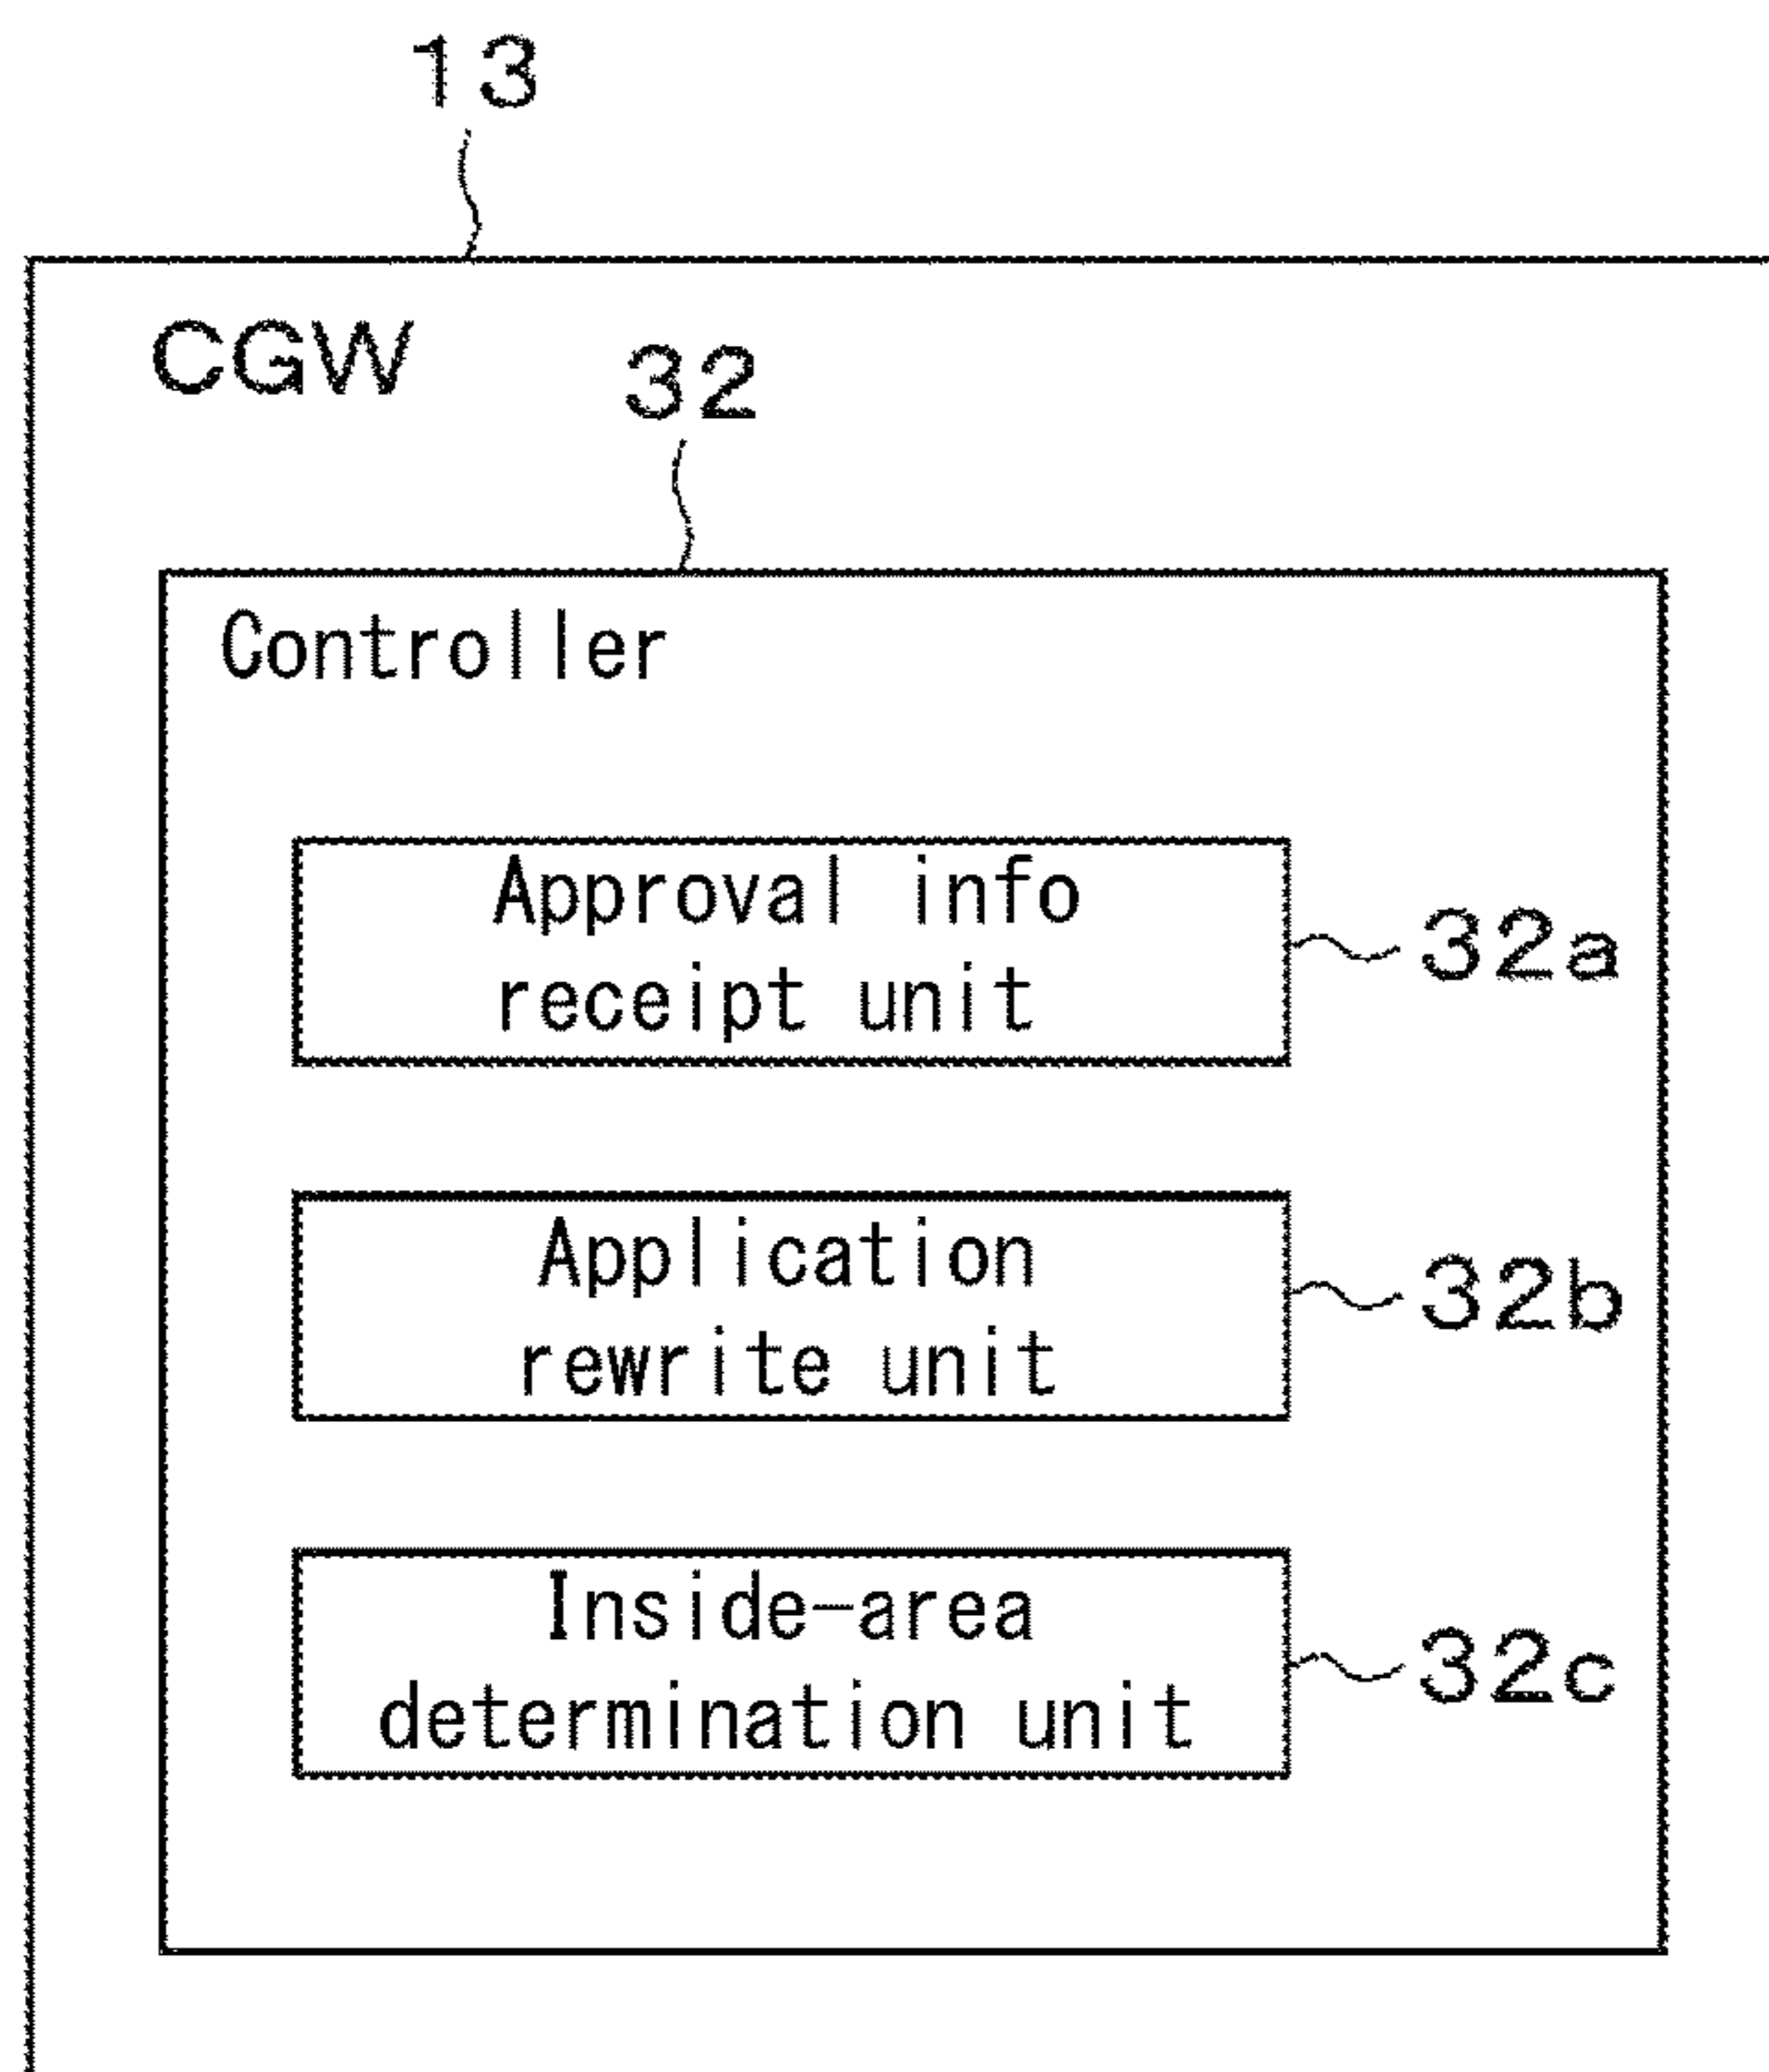 13
CGW
32
Controller
Approval info
receipt unit
32a
Application
rewrite unit
32b
Inside-area
determination unit
32c